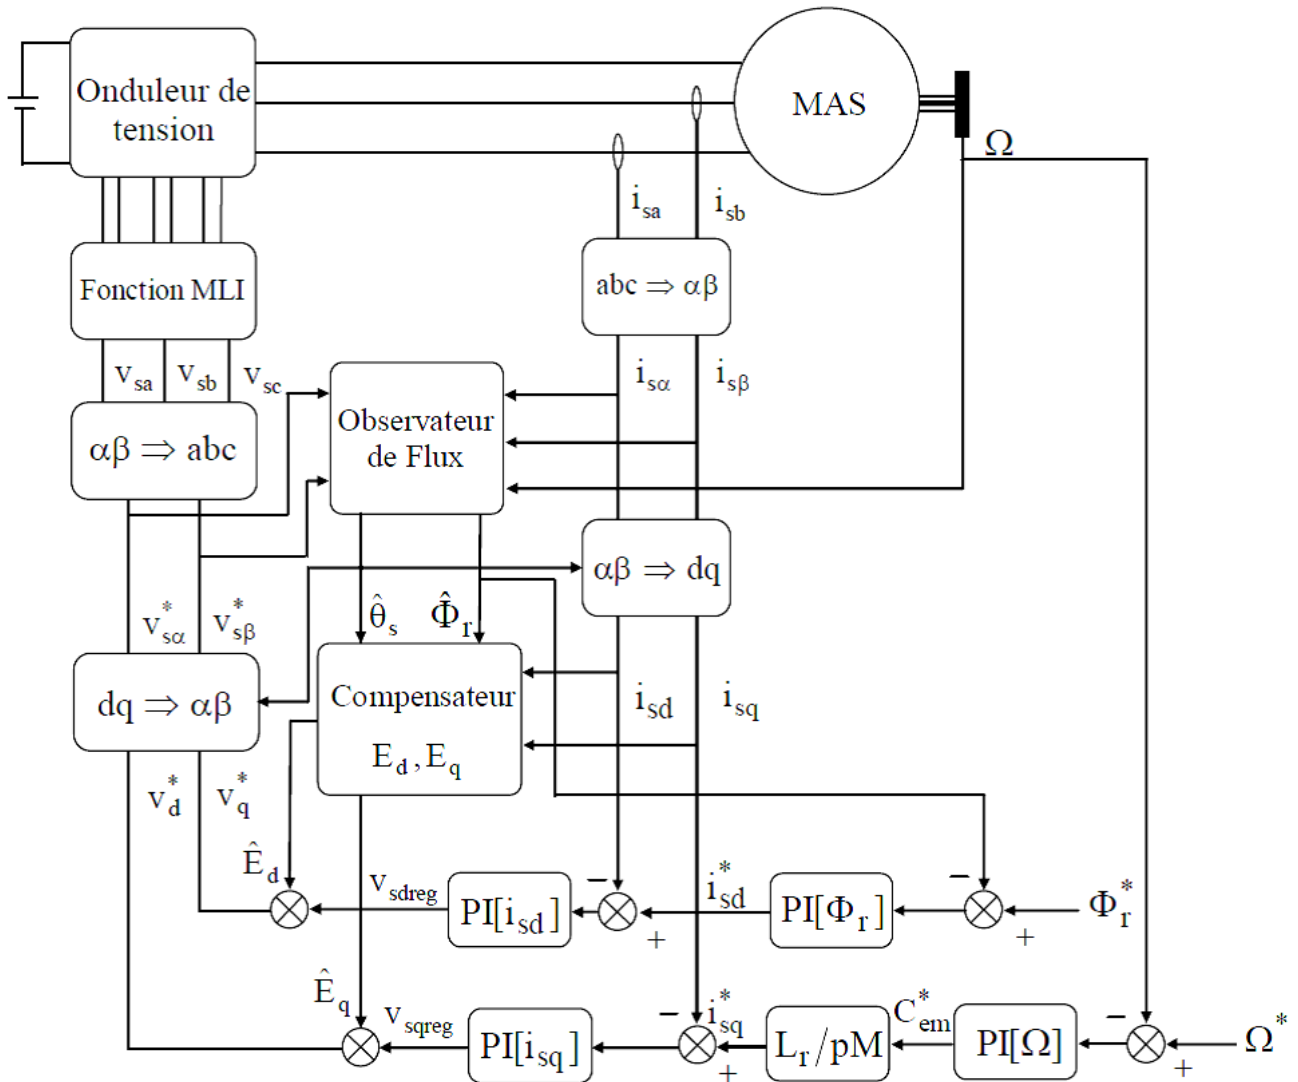 Onduleur de
tension
MAS
Ω
i_sa
i_sb
Fonction MLI
abc ⇒ αβ
v_sa
v_sb
v_sc
i_sα
i_sβ
αβ ⇒ abc
Observateur
de Flux
αβ ⇒ dq
v*_sα
v*_sβ
θ̂_s
Φ̂_r
dq ⇒ αβ
Compensateur
E_d, E_q
i_sd
i_sq
v*_d
v*_q
Ê_d
v_sdreg
PI[i_sd]
−
+
i*_sd
PI[Φ_r]
−
+
Φ*_r
Ê_q
v_sqreg
PI[i_sq]
−
+
i*_sq
L_r/pM
C*_em
PI[Ω]
−
+
Ω*